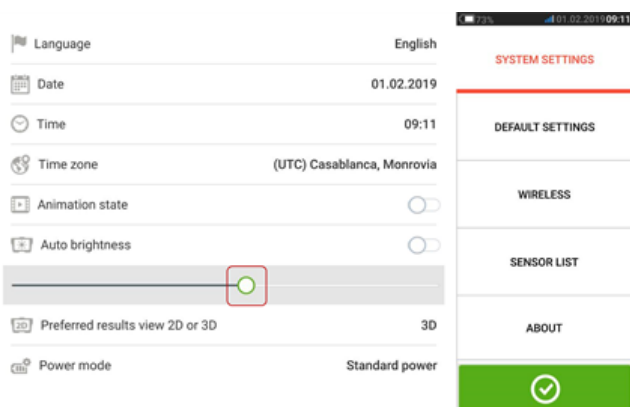 Language English
Date 01.02.2019
Time 09:11
Time zone (UTC) Casablanca, Monrovia
Animation state
Auto brightness
2D Preferred results view 2D or 3D 3D
Power mode Standard power
73% 01.02.2019 09:11
SYSTEM SETTINGS
DEFAULT SETTINGS
WIRELESS
SENSOR LIST
ABOUT